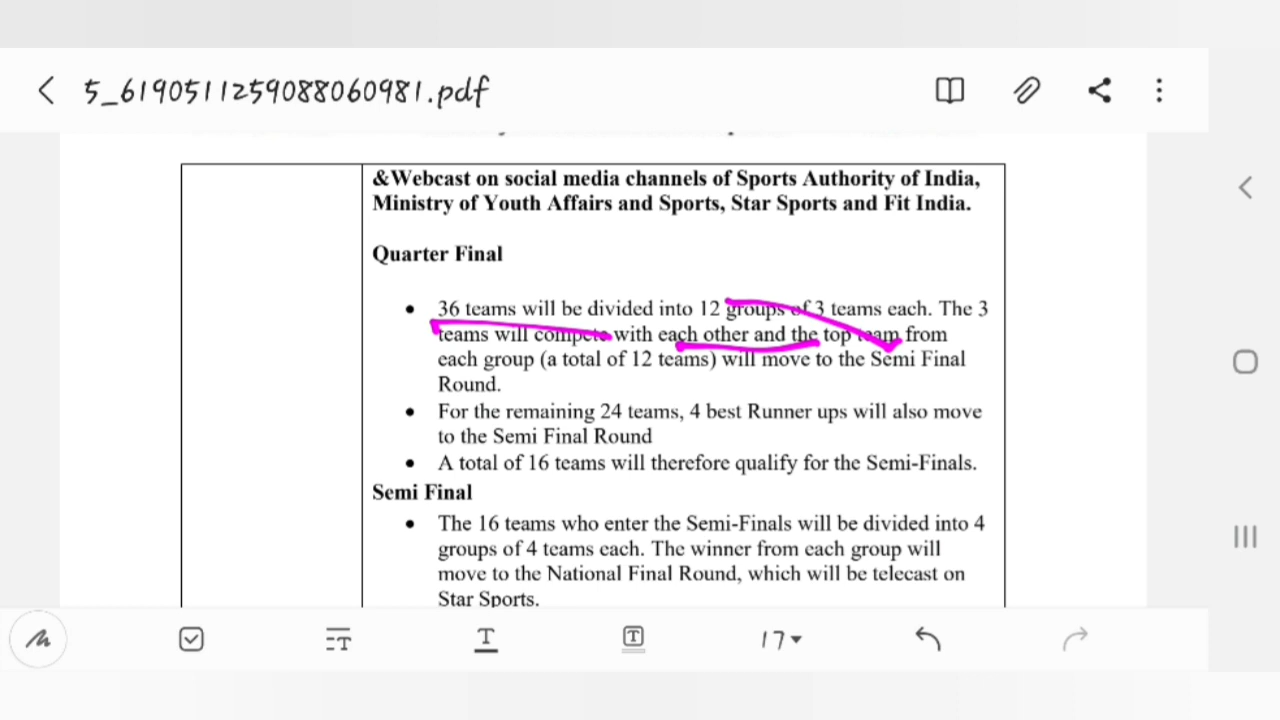 5_6190511259088060981.pdf
&Webcast on social media channels of Sports Authority of India,
Ministry of Youth Affairs and Sports, Star Sports and Fit India.
Quarter Final
• 36 teams will be divided into 12 groups of 3 teams each. The 3
teams will compete with each other and the top team from
each group (a total of 12 teams) will move to the Semi Final
Round.
• For the remaining 24 teams, 4 best Runner ups will also move
to the Semi Final Round
• A total of 16 teams will therefore qualify for the Semi-Finals.
Semi Final
• The 16 teams who enter the Semi-Finals will be divided into 4
groups of 4 teams each. The winner from each group will
move to the National Final Round, which will be telecast on
Star Sports.
T T T 17